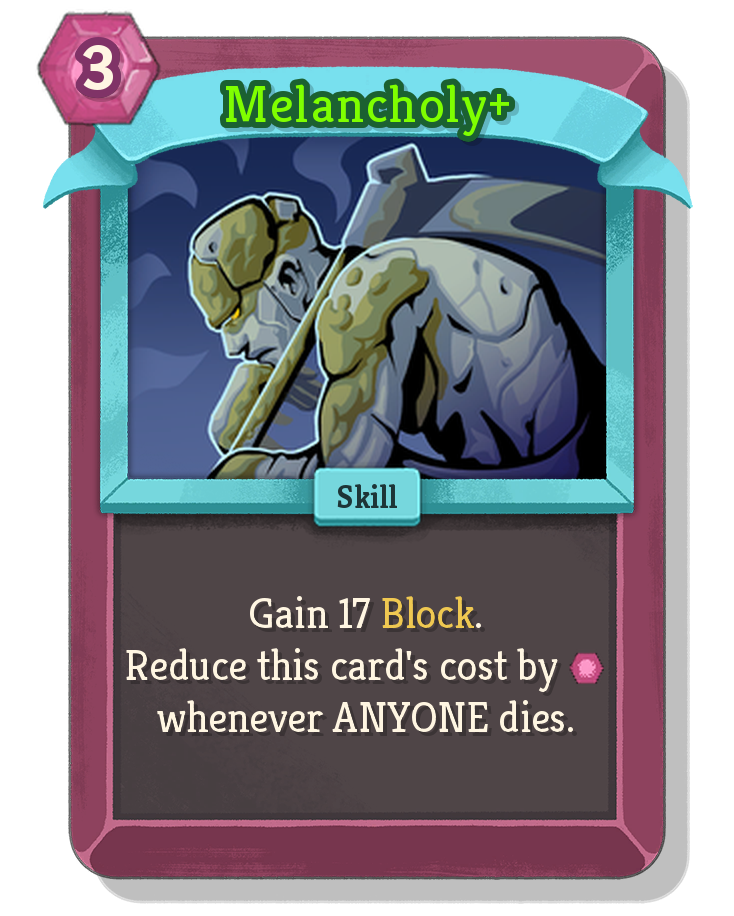 3
Melancholy+
Skill
Gain 17 Block.
Reduce this card's cost by
whenever ANYONE dies.